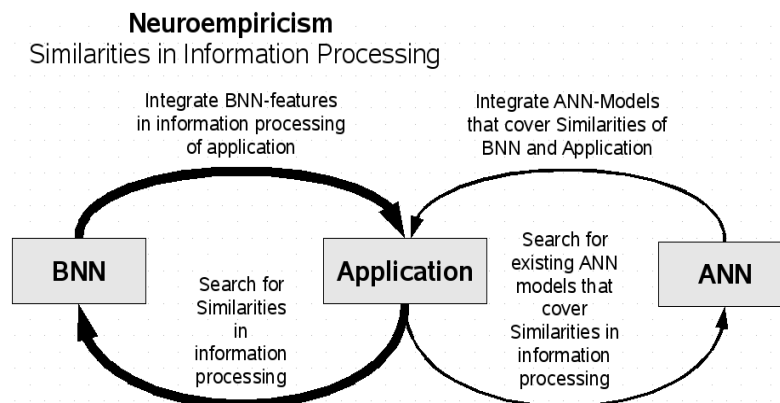 Neuroempiricism
Similarities in Information Processing
Integrate BNN-features
in information processing
of application
Integrate ANN-Models
that cover Similarities of
BNN and Application
BNN
Application
ANN
Search for
Similarities
in
information
processing
Search for
existing ANN
models that
cover
Similarities in
information
processing